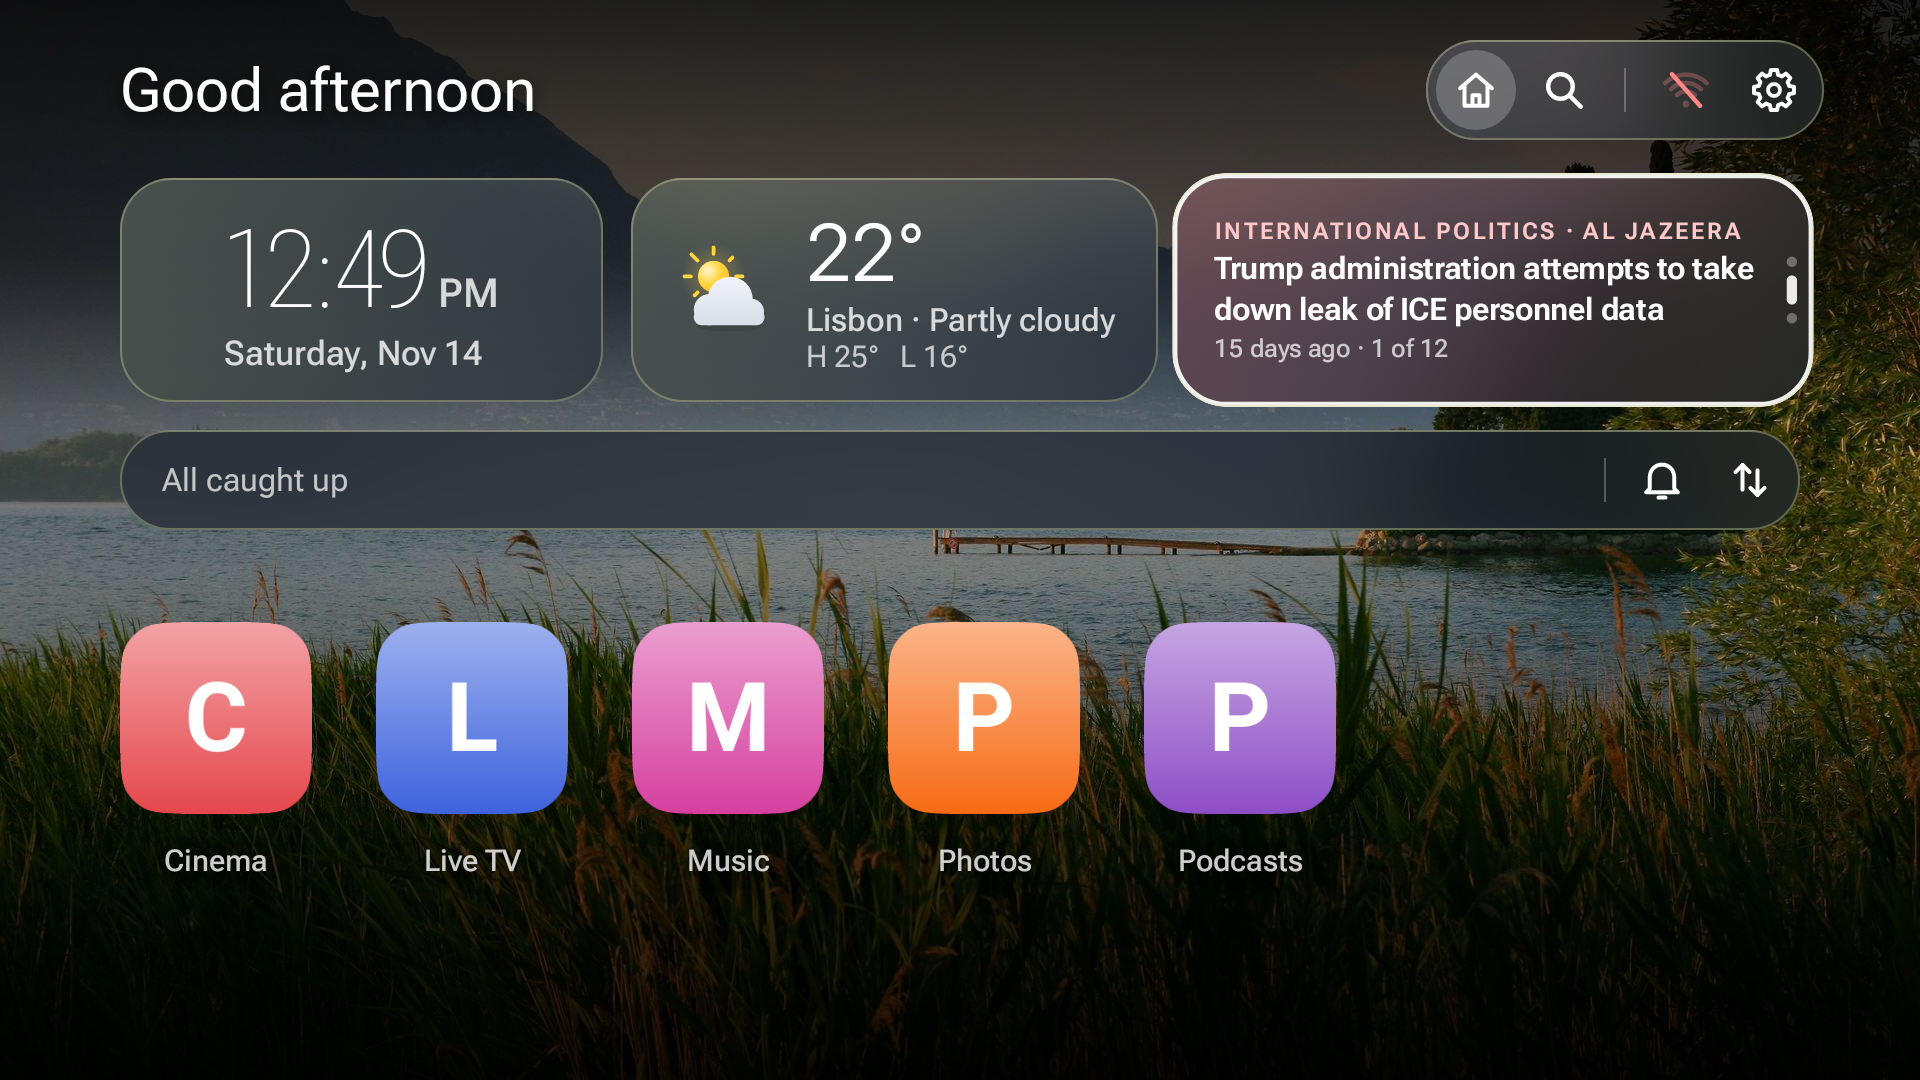 Good afternoon
12:49 PM
Saturday, Nov 14
22°
Lisbon · Partly cloudy
H 25° L 16°
INTERNATIONAL POLITICS · AL JAZEERA
Trump administration attempts to take
down leak of ICE personnel data
15 days ago · 1 of 12
All caught up
C
L
M
P
P
Cinema
Live TV
Music
Photos
Podcasts